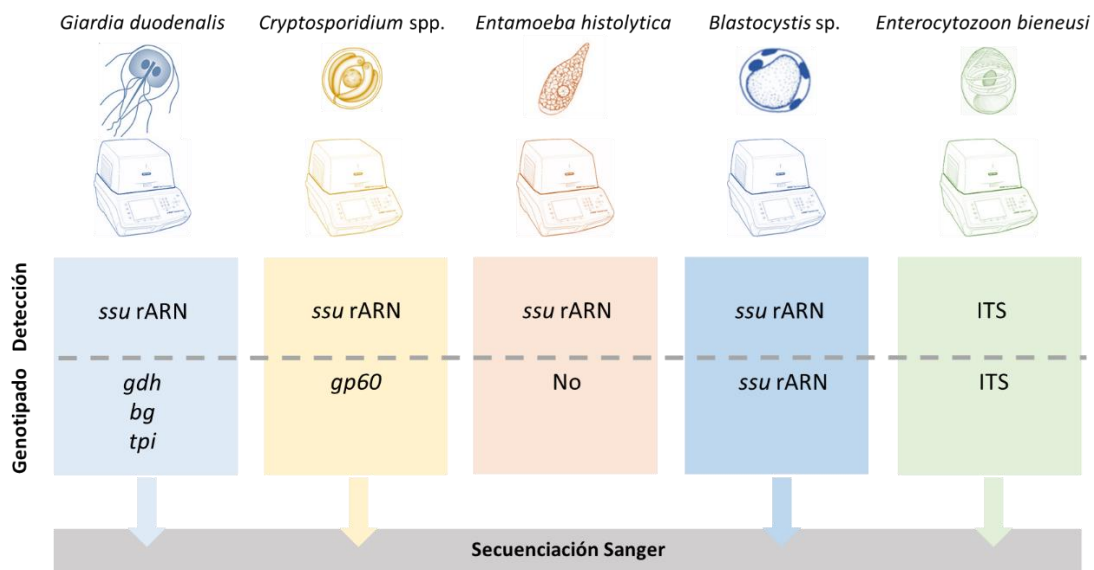 Giardia duodenalis
Cryptosporidium spp.
Entamoeba histolytica
Blastocystis sp.
Enterocytozoon bieneusi
Detección
ssu rARN
ssu rARN
ssu rARN
ssu rARN
ITS
Genotipado
gdh
bg
tpi
gp60
No
ssu rARN
ITS
Secuenciación Sanger